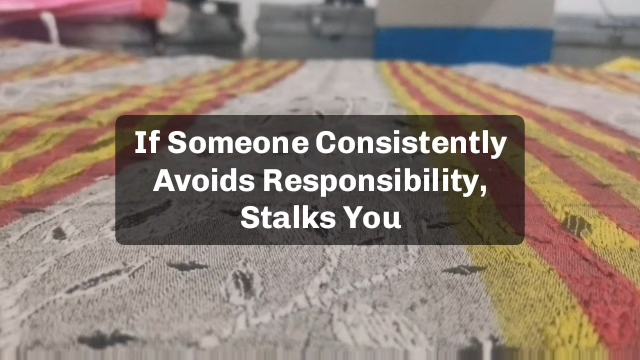 If Someone Consistently
Avoids Responsibility,
Stalks You